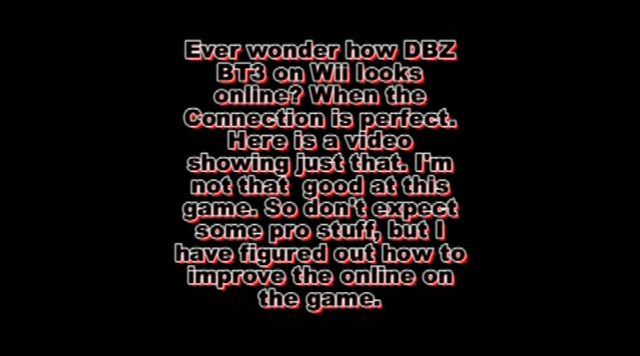 Ever wonder how DBZ
BT3 on Wii looks
online? When the
Connection is perfect.
Here is a video
showing just that. I'm
not that  good at this
game. So don't expect
some pro stuff, but I
have figured out how to
improve the online on
the game.